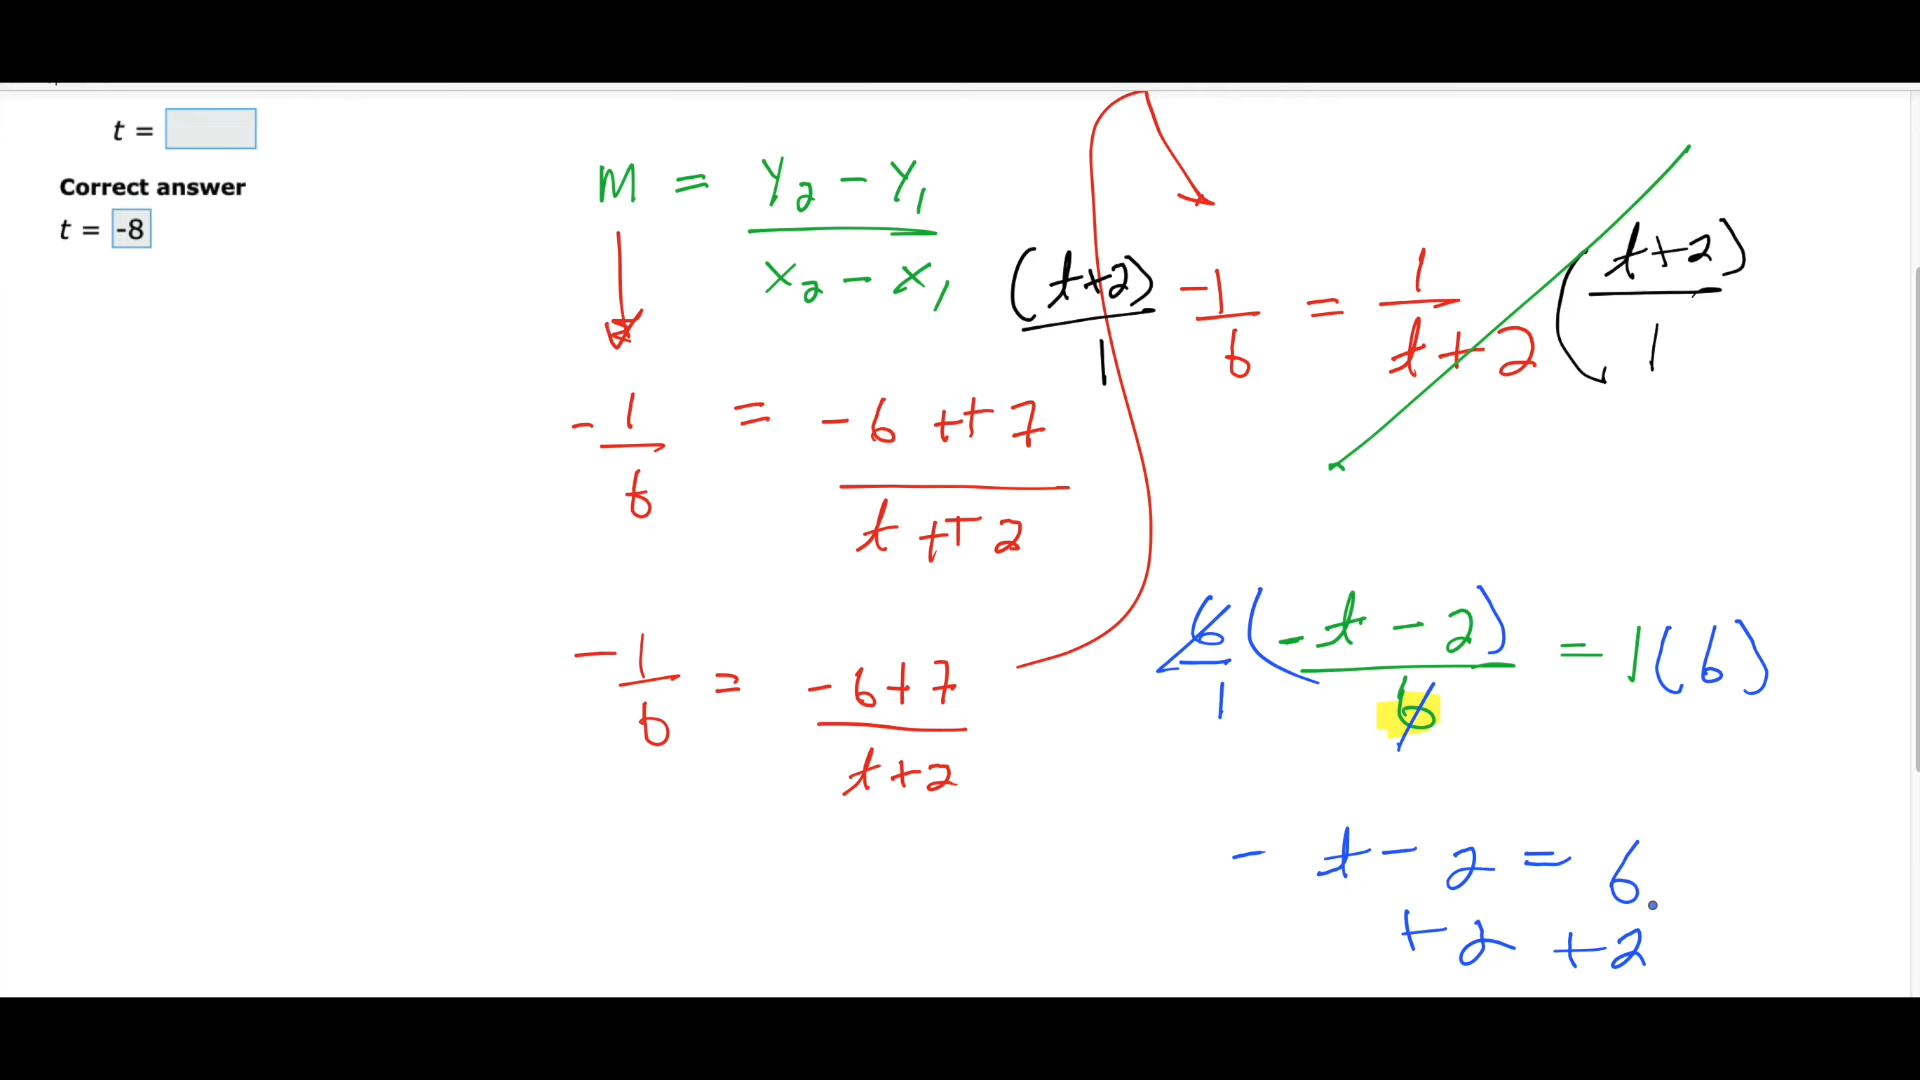 t =
Correct answer
t = -8
M = Y₂ - Y₁ / X₂ - X₁
-1/6 = -6 ++ 7 / t ++ 2
-1/6 = -6+7 / t+2
(t+2)/1 -1/6 = 1/t+2 (t+2)/1
6/1 (-t - 2)/6 = 1(6)
- t - 2 = 6
+2 +2